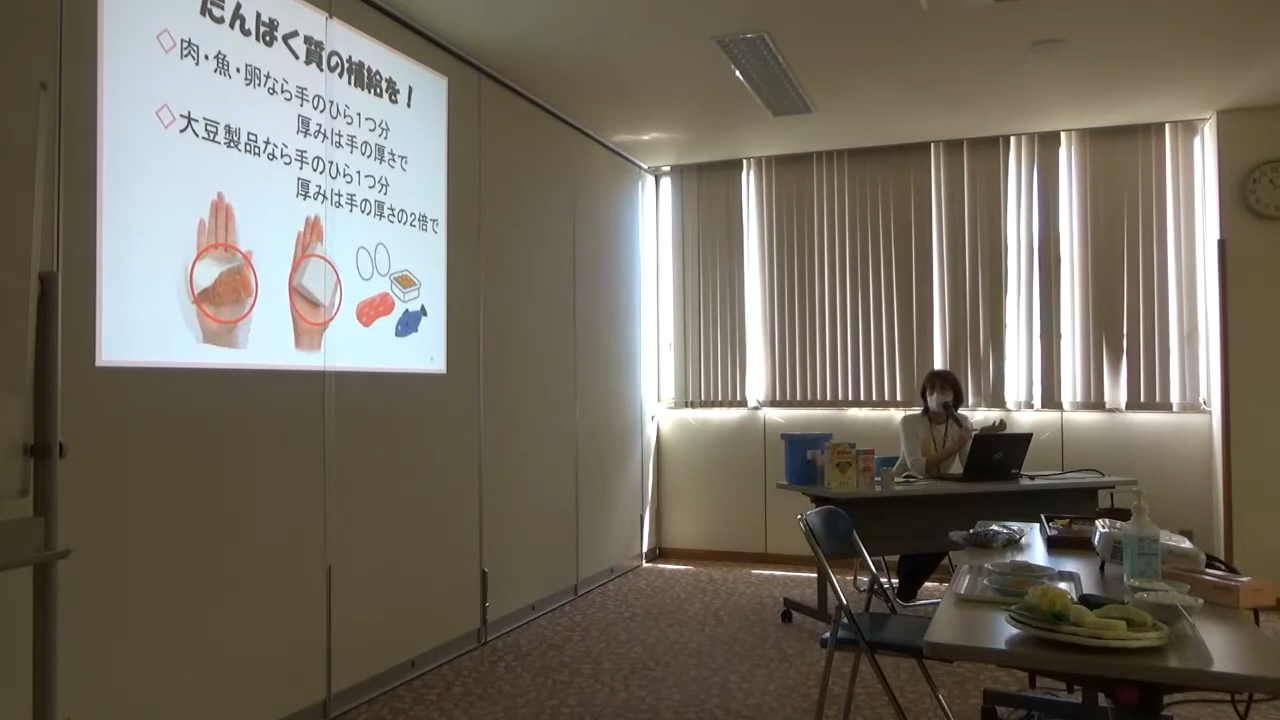 たんぱく質の補給を！
◇肉・魚・卵なら手のひら1つ分
厚みは手の厚さで
◇大豆製品なら手のひら1つ分
厚みは手の厚さの2倍で